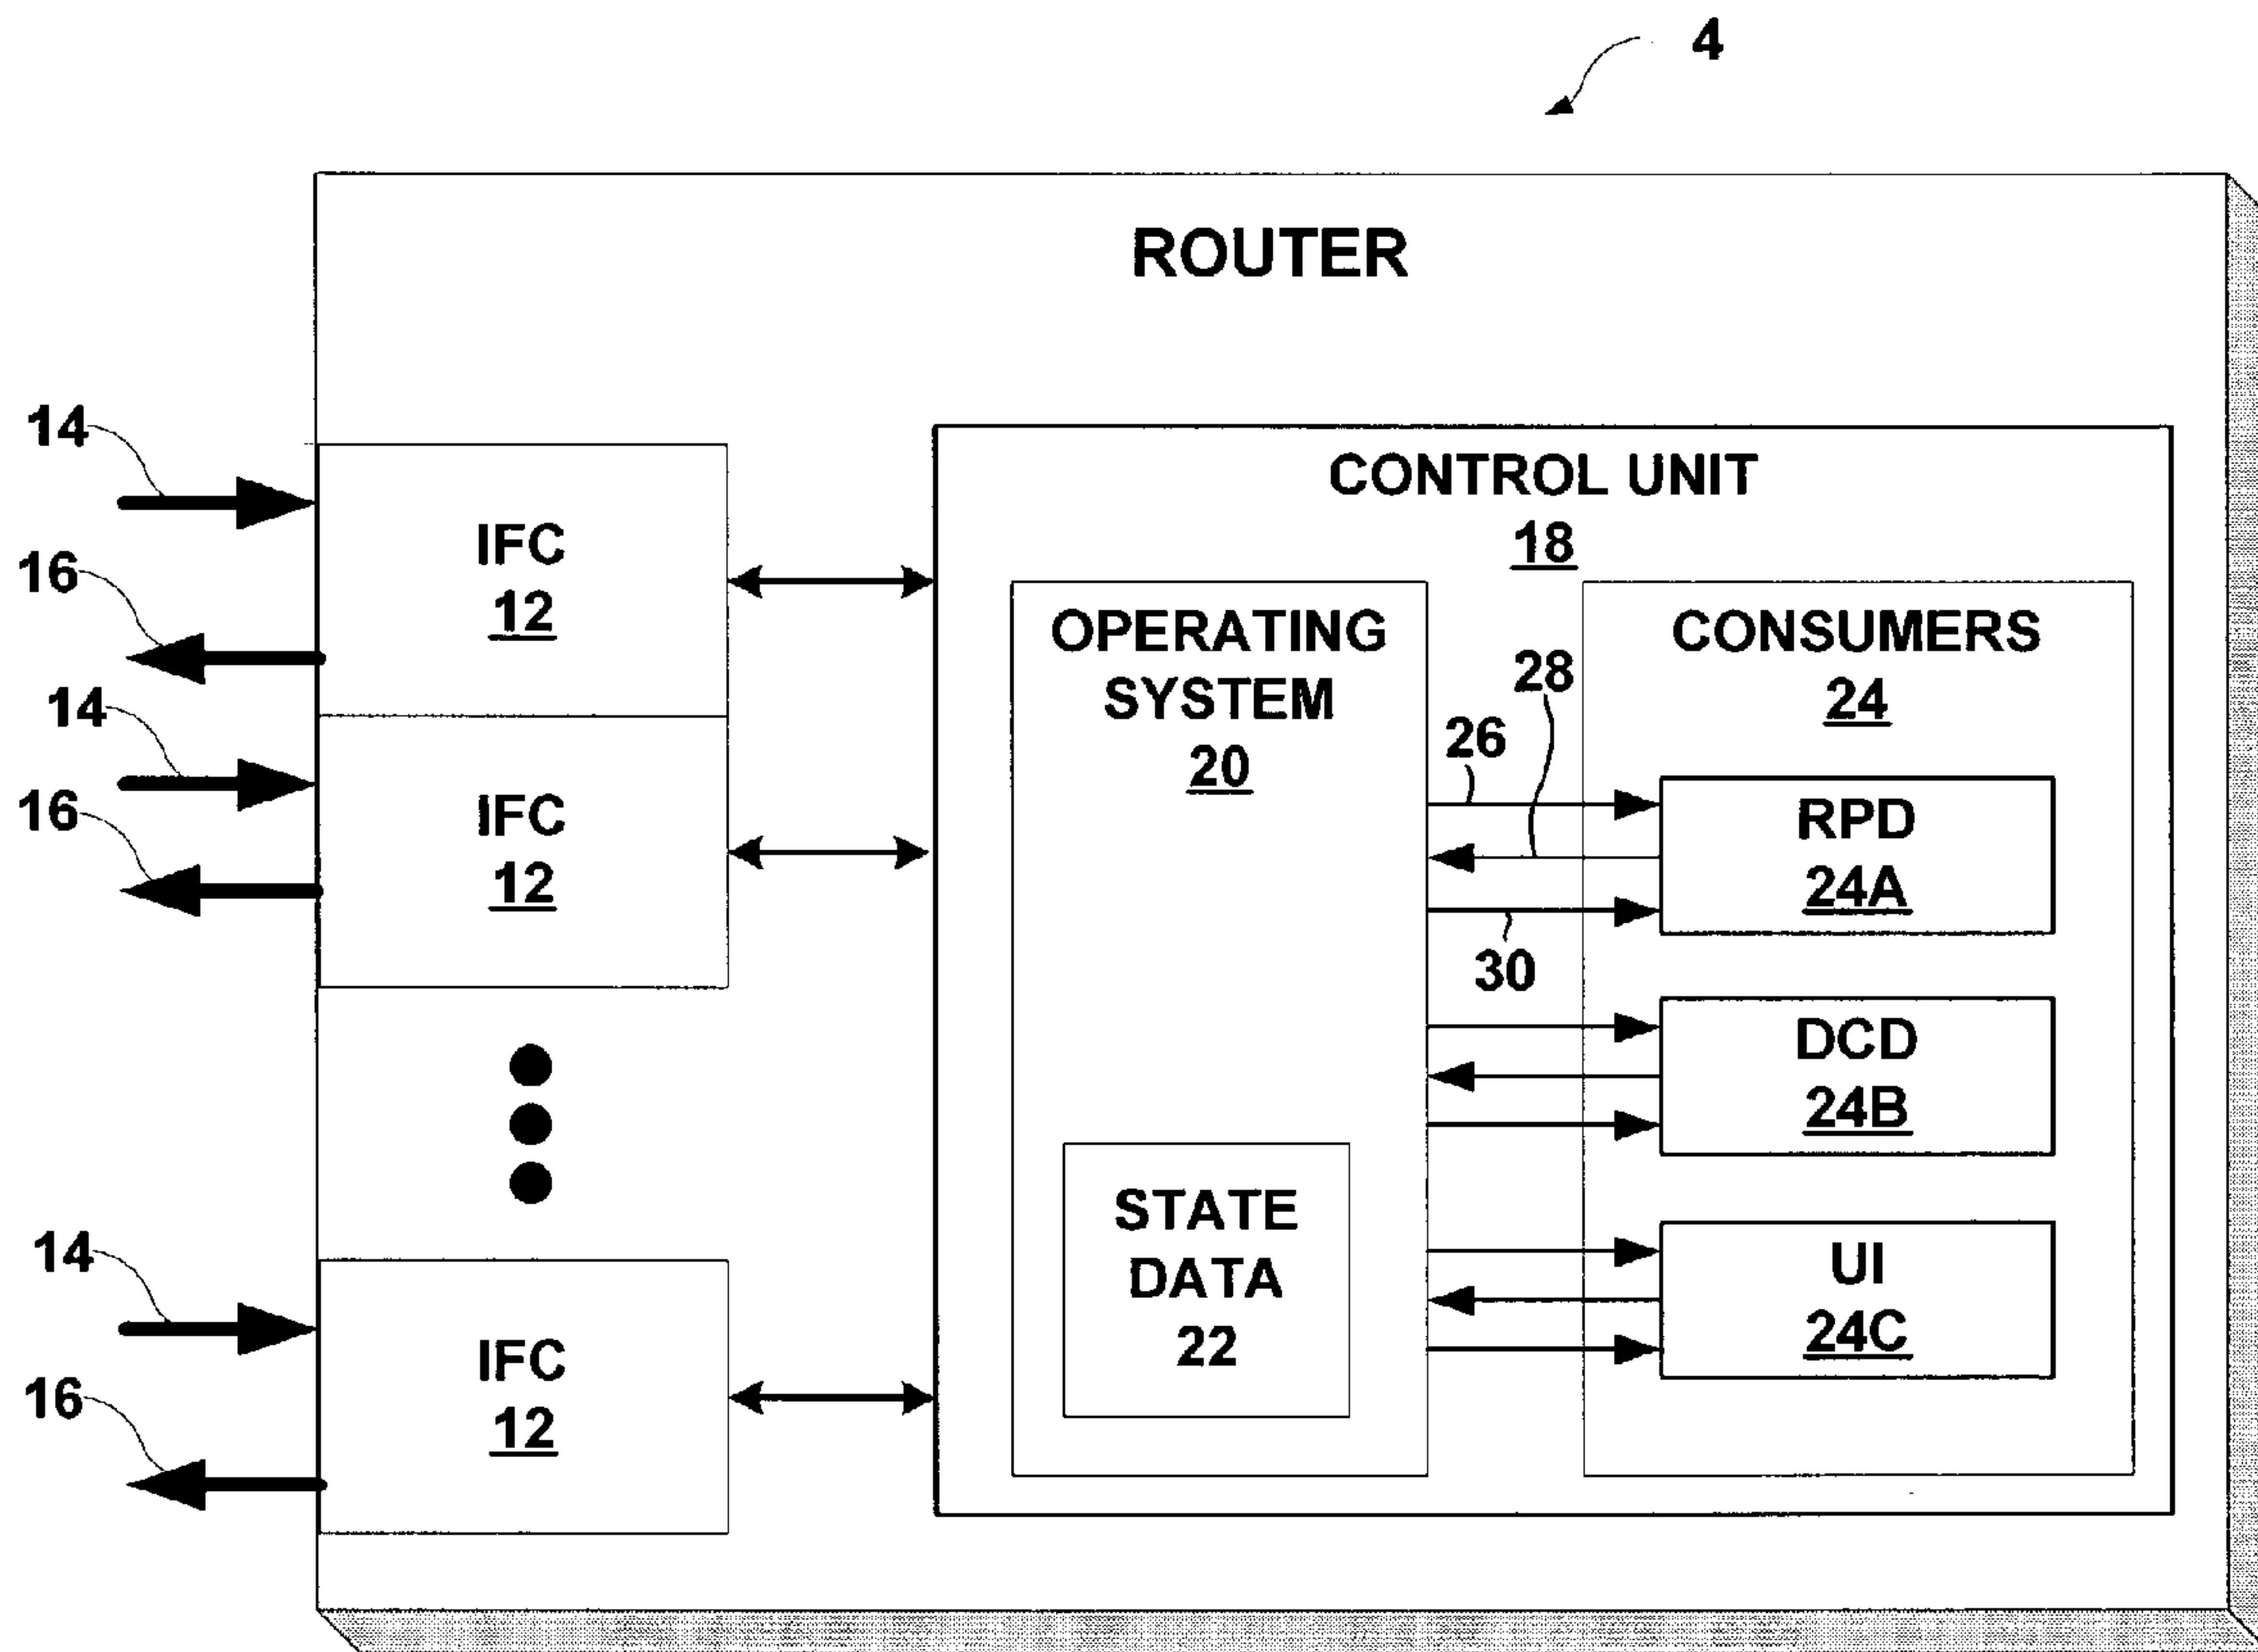 4
ROUTER
14
16
IFC
12
14
16
IFC
12
14
16
IFC
12
CONTROL UNIT
18
OPERATING
SYSTEM
20
STATE
DATA
22
26
28
30
CONSUMERS
24
RPD
24A
DCD
24B
UI
24C